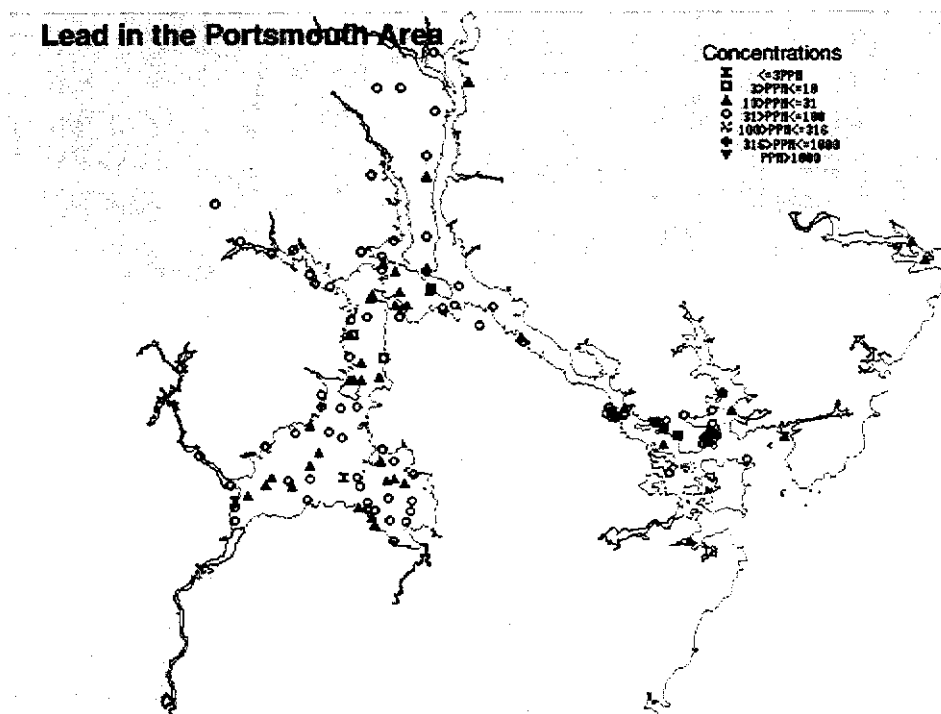 Lead in the Portsmouth Area
Concentrations
<=3PPM
3>PPM<=10
10>PPM<=31
31>PPM<=100
100>PPM<=316
316>PPM<=1000
PPM>1000